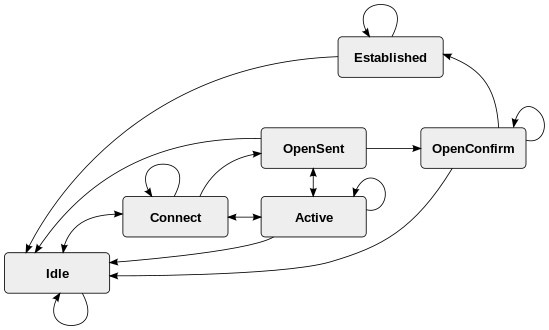 Established
OpenSent
OpenConfirm
Connect
Active
Idle